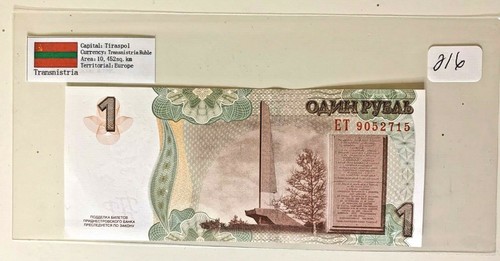 Capital: Tiraspol
Currency: Transnistria Ruble
Area: 10,452sq. km
Territorial: Europe
Transnistria
216
1
ОДИН РУБЛЬ
ЕТ 9052715
ПОДДЕЛКА БИЛЕТОВ
ПРИДНЕСТРОВСКОГО БАНКА
ПРЕСЛЕДУЕТСЯ ПО ЗАКОНУ
1